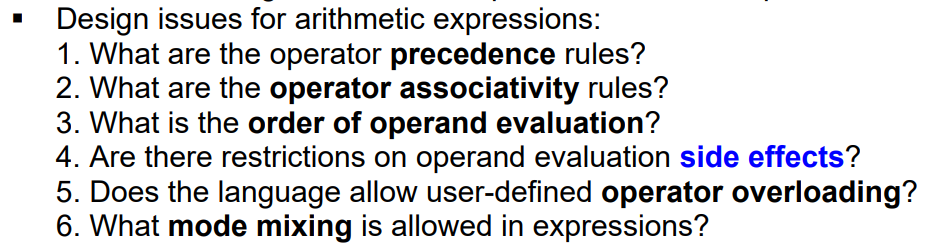 ▪ Design issues for arithmetic expressions:
1. What are the operator precedence rules?
2. What are the operator associativity rules?
3. What is the order of operand evaluation?
4. Are there restrictions on operand evaluation side effects?
5. Does the language allow user-defined operator overloading?
6. What mode mixing is allowed in expressions?